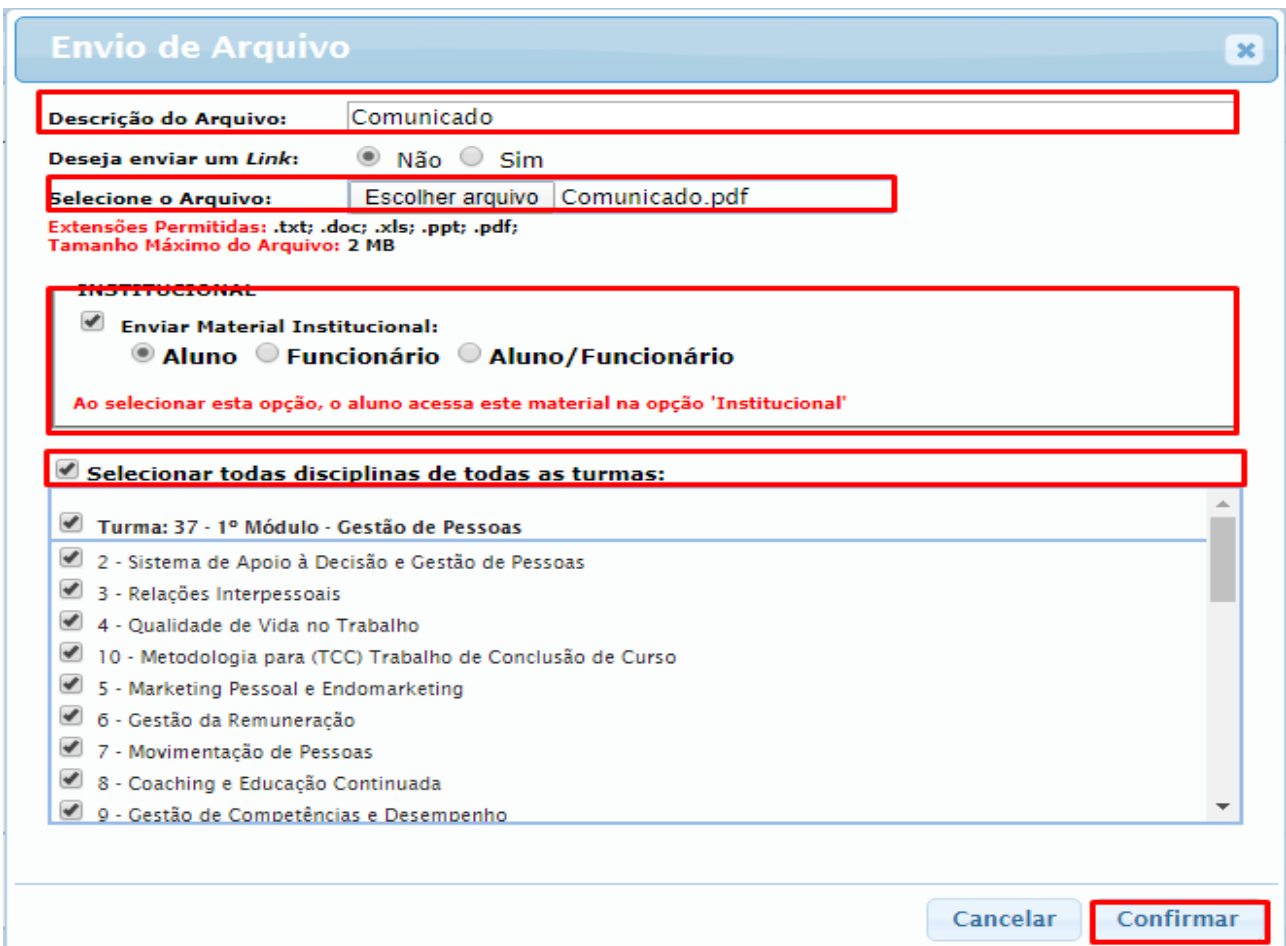 Envio de Arquivo
Descrição do Arquivo: Comunicado
Deseja enviar um Link: Não Sim
Selecione o Arquivo: Escolher arquivo Comunicado.pdf
Extensões Permitidas: .txt; .doc; .xls; .ppt; .pdf;
Tamanho Máximo do Arquivo: 2 MB
INSTITUCIONAL
Enviar Material Institucional:
Aluno Funcionário Aluno/Funcionário
Ao selecionar esta opção, o aluno acessa este material na opção 'Institucional'
Selecionar todas disciplinas de todas as turmas:
Turma: 37 - 1º Módulo - Gestão de Pessoas
2 - Sistema de Apoio à Decisão e Gestão de Pessoas
3 - Relações Interpessoais
4 - Qualidade de Vida no Trabalho
10 - Metodologia para (TCC) Trabalho de Conclusão de Curso
5 - Marketing Pessoal e Endomarketing
6 - Gestão da Remuneração
7 - Movimentação de Pessoas
8 - Coaching e Educação Continuada
9 - Gestão de Competências e Desempenho
Cancelar Confirmar